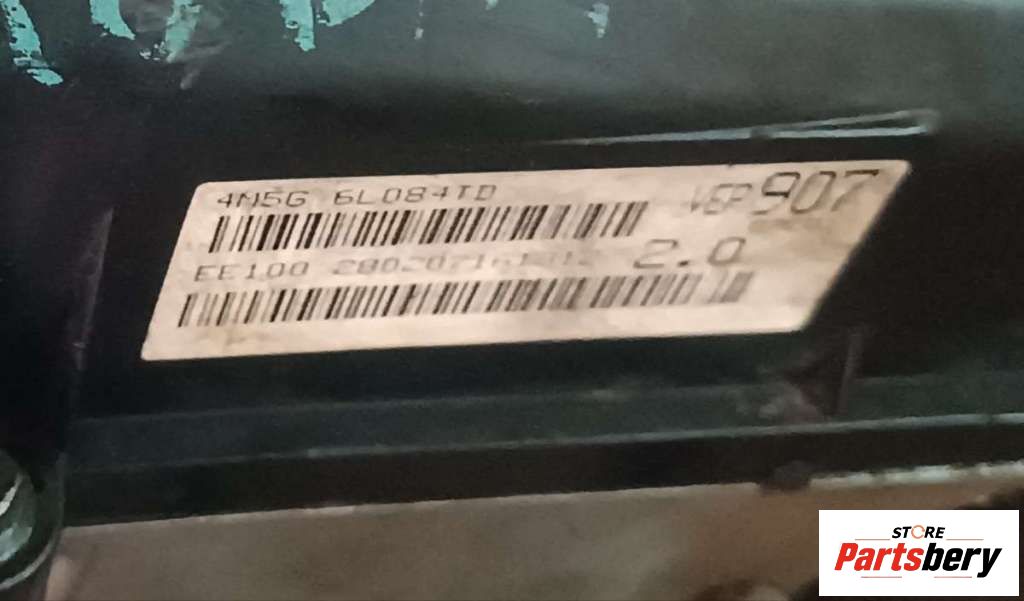 4M5G 6L084TD
907
EE100
2.0
STORE
Partsbery